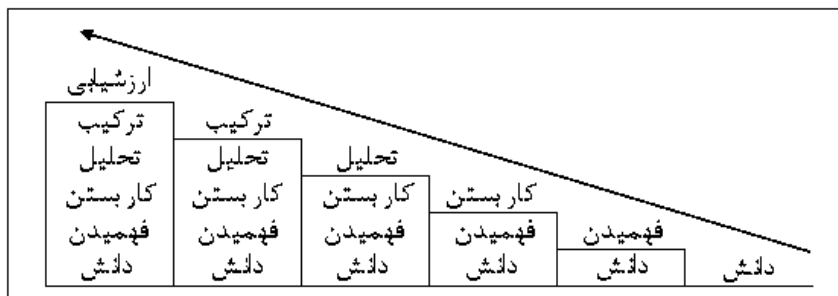 ارزشیابی
ترکیب ترکیب
تحلیل تحلیل تحلیل
کار بستن کار بستن کار بستن کار بستن
فهمیدن فهمیدن فهمیدن فهمیدن فهمیدن
دانش دانش دانش دانش دانش دانش